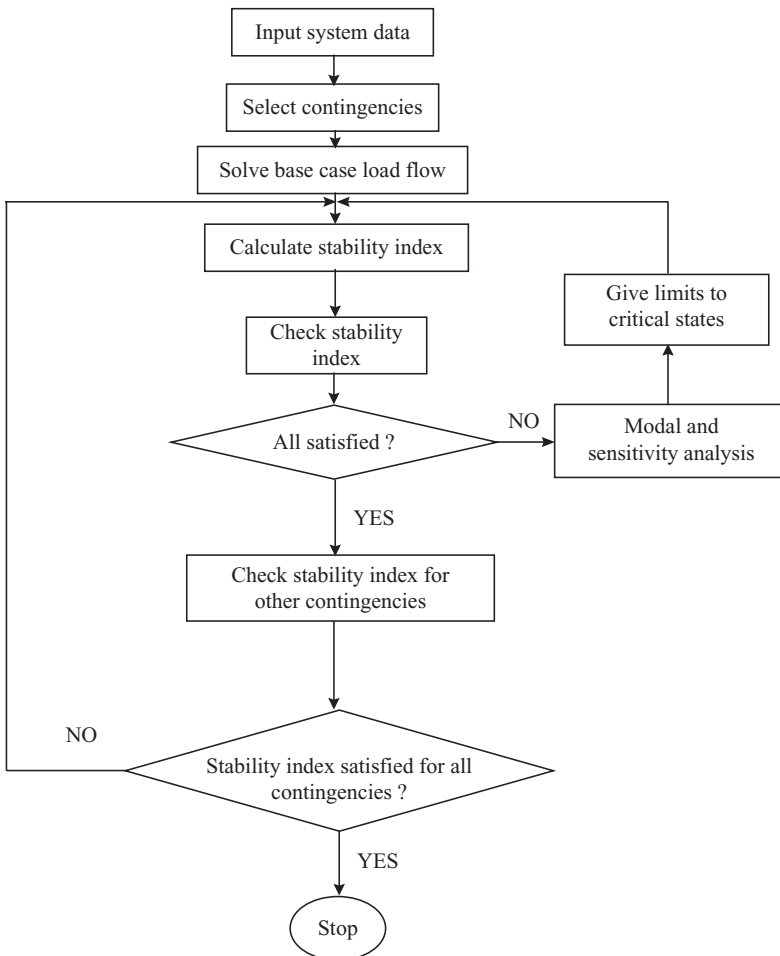 Input system data
Select contingencies
Solve base case load flow
Calculate stability index
Give limits to
critical states
Check stability
index
All satisfied ?
NO
Modal and
sensitivity analysis
YES
Check stability index for
other contingencies
NO
Stability index satisfied for all
contingencies ?
YES
Stop